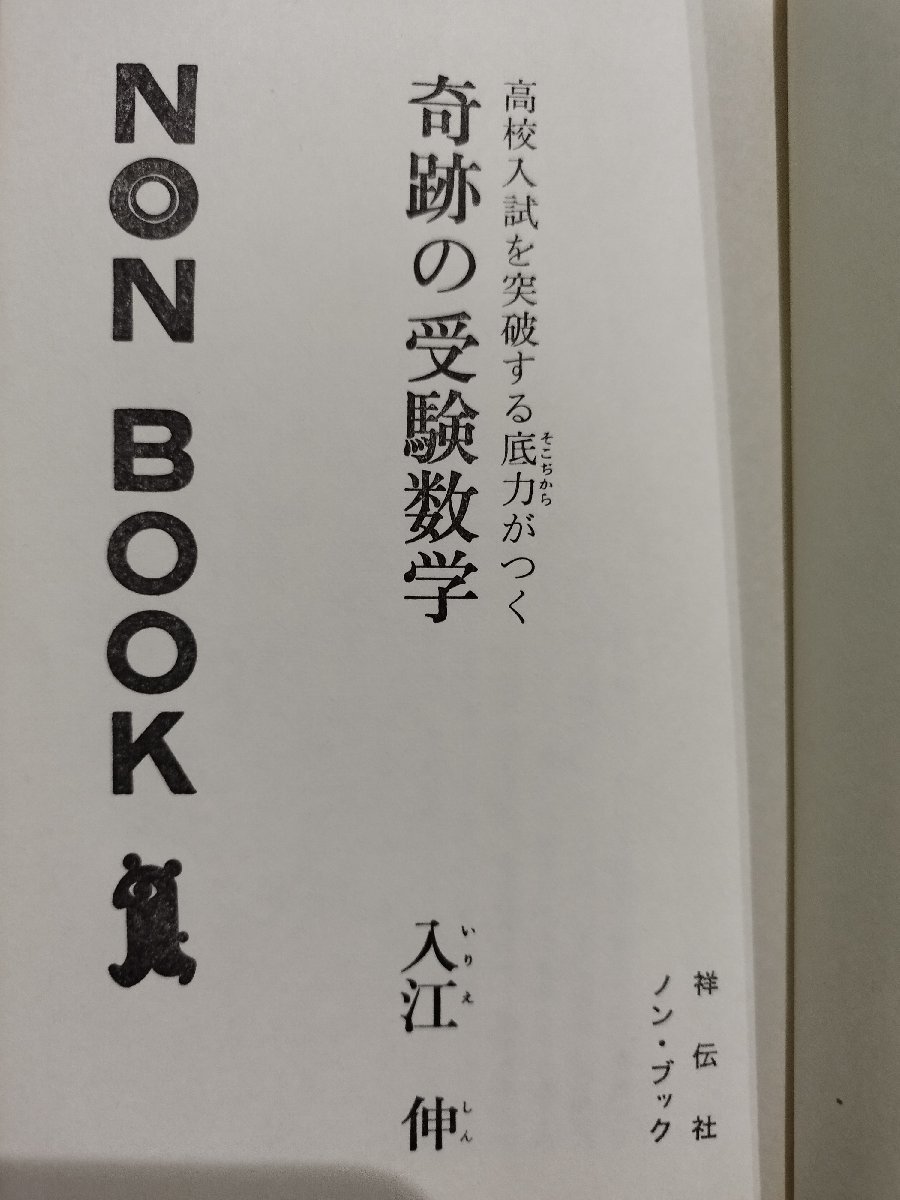 祥伝社
ノン・ブック
高校入試を突破する底力がつく
そこぢから
奇跡の受験数学
入江 伸
いりえ しん
NON BOOK